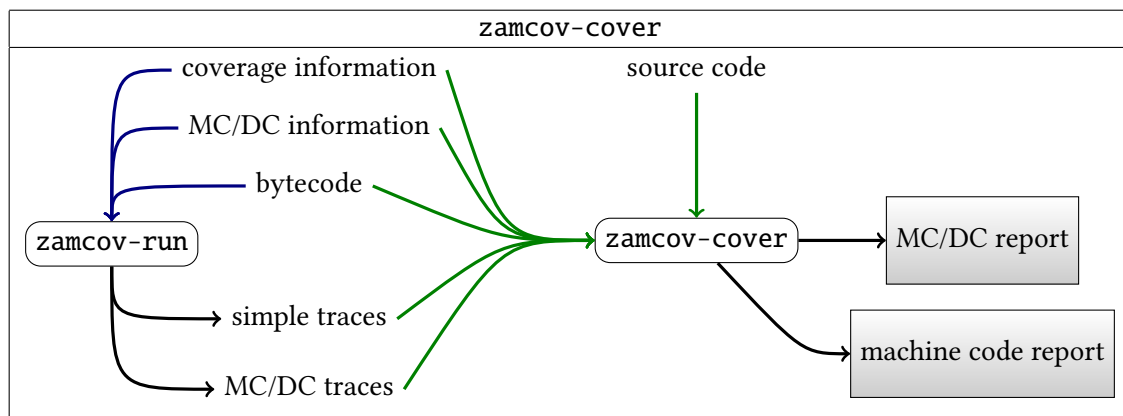 zamcov-cover
coverage information
source code
MC/DC information
bytecode
zamcov-run
zamcov-cover
MC/DC report
simple traces
machine code report
MC/DC traces